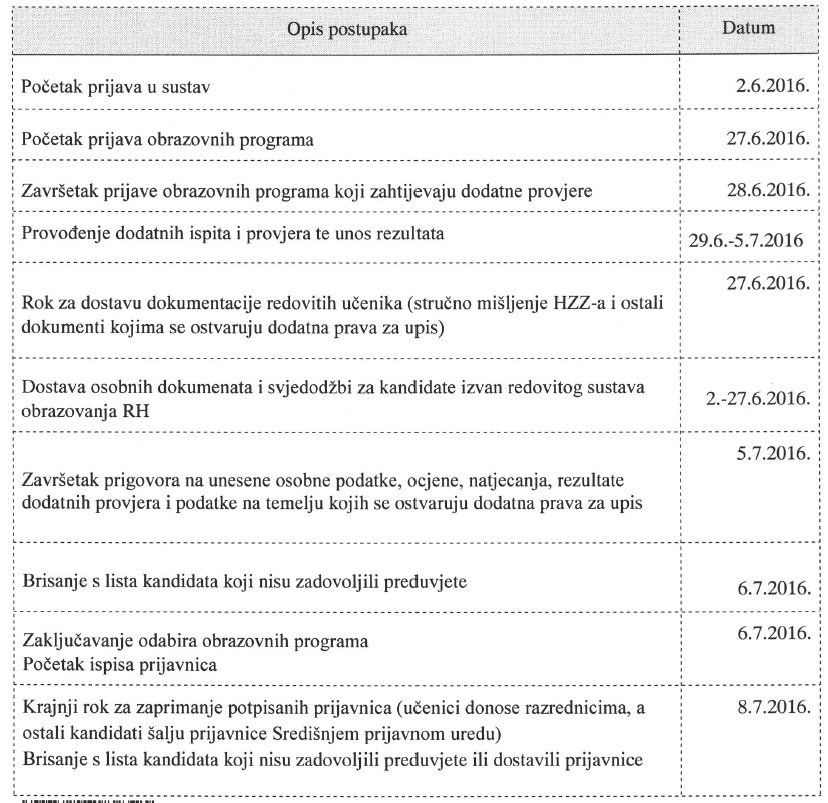 Opis postupaka Datum
Početak prijava u sustav 2.6.2016.
Početak prijava obrazovnih programa 27.6.2016.
Završetak prijave obrazovnih programa koji zahtijevaju dodatne provjere 28.6.2016.
Provođenje dodatnih ispita i provjera te unos rezultata 29.6.-5.7.2016
27.6.2016.
Rok za dostavu dokumentacije redovitih učenika (stručno mišljenje HZZ-a i ostali
dokumenti kojima se ostvaruju dodatna prava za upis)
Dostava osobnih dokumenata i svjedodžbi za kandidate izvan redovitog sustava
obrazovanja RH 2.-27.6.2016.
5.7.2016.
Završetak prigovora na unesene osobne podatke, ocjene, natjecanja, rezultate
dodatnih provjera i podatke na temelju kojih se ostvaruju dodatna prava za upis
Brisanje s lista kandidata koji nisu zadovoljili preduvjete 6.7.2016.
Zaključavanje odabira obrazovnih programa 6.7.2016.
Početak ispisa prijavnica
Krajnji rok za zaprimanje potpisanih prijavnica (učenici donose razrednicima, a 8.7.2016.
ostali kandidati šalju prijavnice Središnjem prijavnom uredu)
Brisanje s lista kandidata koji nisu zadovoljili preduvjete ili dostavili prijavnice